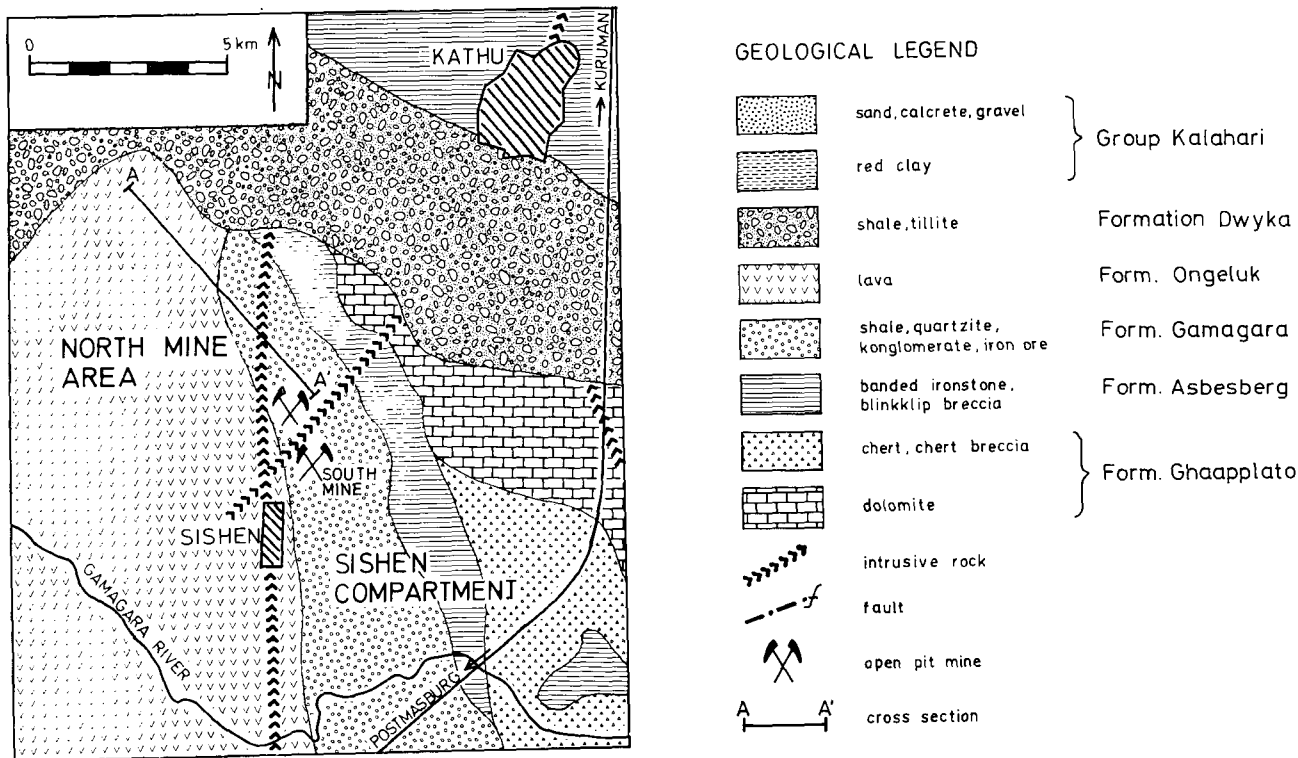 0 5 km
N
KATHU
KURUMAN
A
NORTH MINE
AREA
A'
SOUTH
MINE
SISHEN
SISHEN
COMPARTMENT
GAMAGARA RIVER
POSTMASBURG
GEOLOGICAL LEGEND
sand, calcrete, gravel
Group Kalahari
red clay
shale, tillite
Formation Dwyka
lava
Form. Ongeluk
shale, quartzite,
konglomerate, iron ore
Form. Gamagara
banded ironstone,
blinkklip breccia
Form. Asbesberg
chert, chert breccia
Form. Ghaapplato
dolomite
intrusive rock
f
fault
open pit mine
A A'
cross section